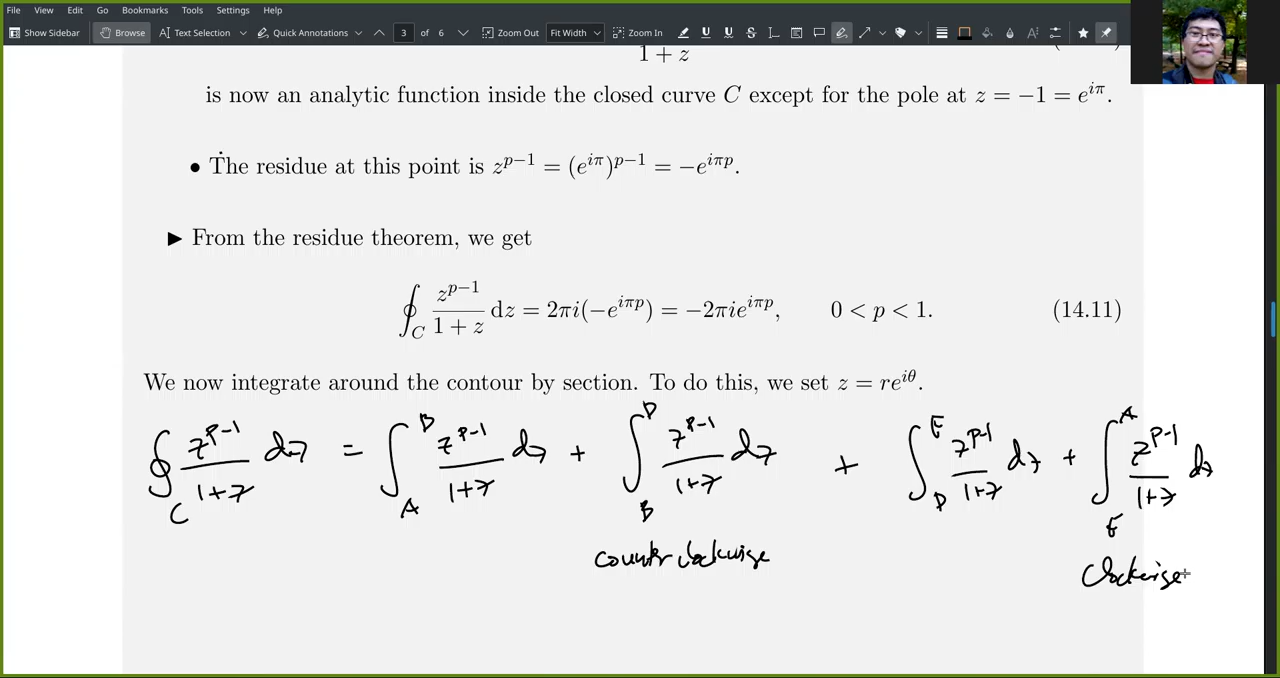 File View Edit Go Bookmarks Tools Settings Help
Show Sidebar Browse Text Selection Quick Annotations 3 of 6 Zoom Out Fit Width Zoom In
1 + z
is now an analytic function inside the closed curve C except for the pole at z = −1 = e^{iπ}.
• The residue at this point is z^{p−1} = (e^{iπ})^{p−1} = −e^{iπp}.
▶ From the residue theorem, we get
∮_C z^{p−1}/(1 + z) dz = 2πi(−e^{iπp}) = −2πie^{iπp}, 0 < p < 1. (14.11)
We now integrate around the contour by section. To do this, we set z = re^{iθ}.
∮_C z^{p-1}/(1+z) dz = ∫_A^B z^{p-1}/(1+z) dz + ∫_B^D z^{p-1}/(1+z) dz + ∫_D^E z^{p-1}/(1+z) dz + ∫_E^A z^{p-1}/(1+z) dz
counterclockwise
Clockwise